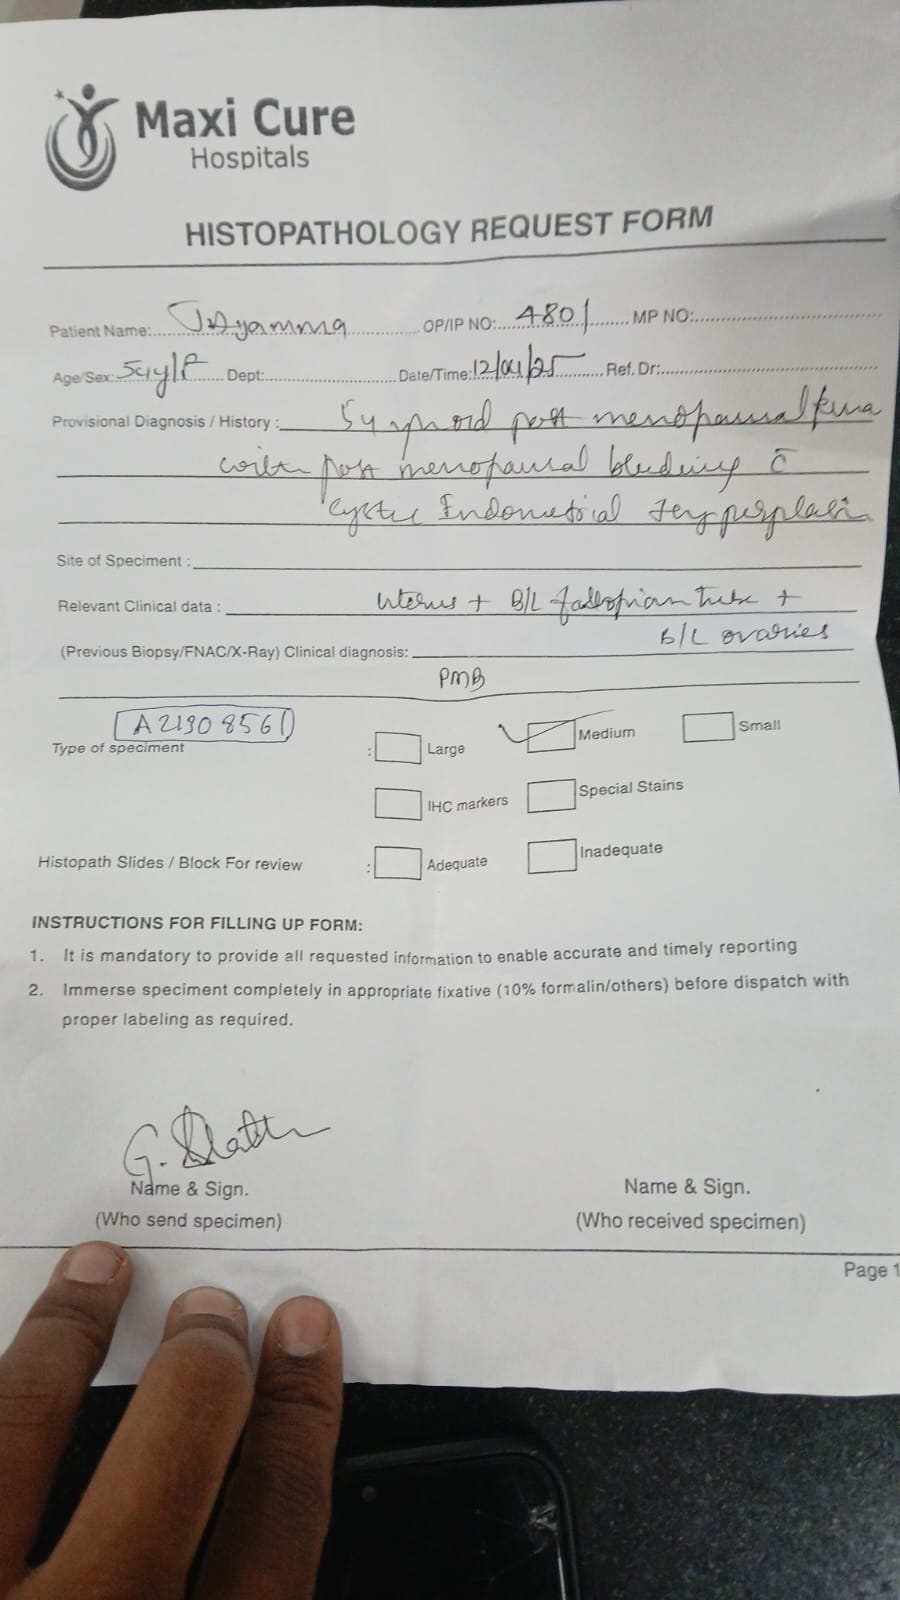 Maxi Cure
Hospitals
HISTOPATHOLOGY REQUEST FORM
Patient Name: OP/IP NO: 4801 MP NO:
Age/Sex: 54y/F Dept: Date/Time: 12/01/25 Ref. Dr:
Provisional Diagnosis / History : 54 post menopausal
with post menopausal bleeding c̄
cystic Endometrial
Site of Specimen :
Relevant Clinical data : uterus + B/L fallopian tube +
B/L ovaries
(Previous Biopsy/FNAC/X-Ray) Clinical diagnosis:
PMB
A21908561
Type of speciment : Large Medium Small
IHC markers Special Stains
Histopath Slides / Block For review : Adequate Inadequate
INSTRUCTIONS FOR FILLING UP FORM:
1. It is mandatory to provide all requested information to enable accurate and timely reporting
2. Immerse speciment completely in appropriate fixative (10% formalin/others) before dispatch with
proper labeling as required.
G.
Name & Sign. Name & Sign.
(Who send specimen) (Who received specimen)
Page 1